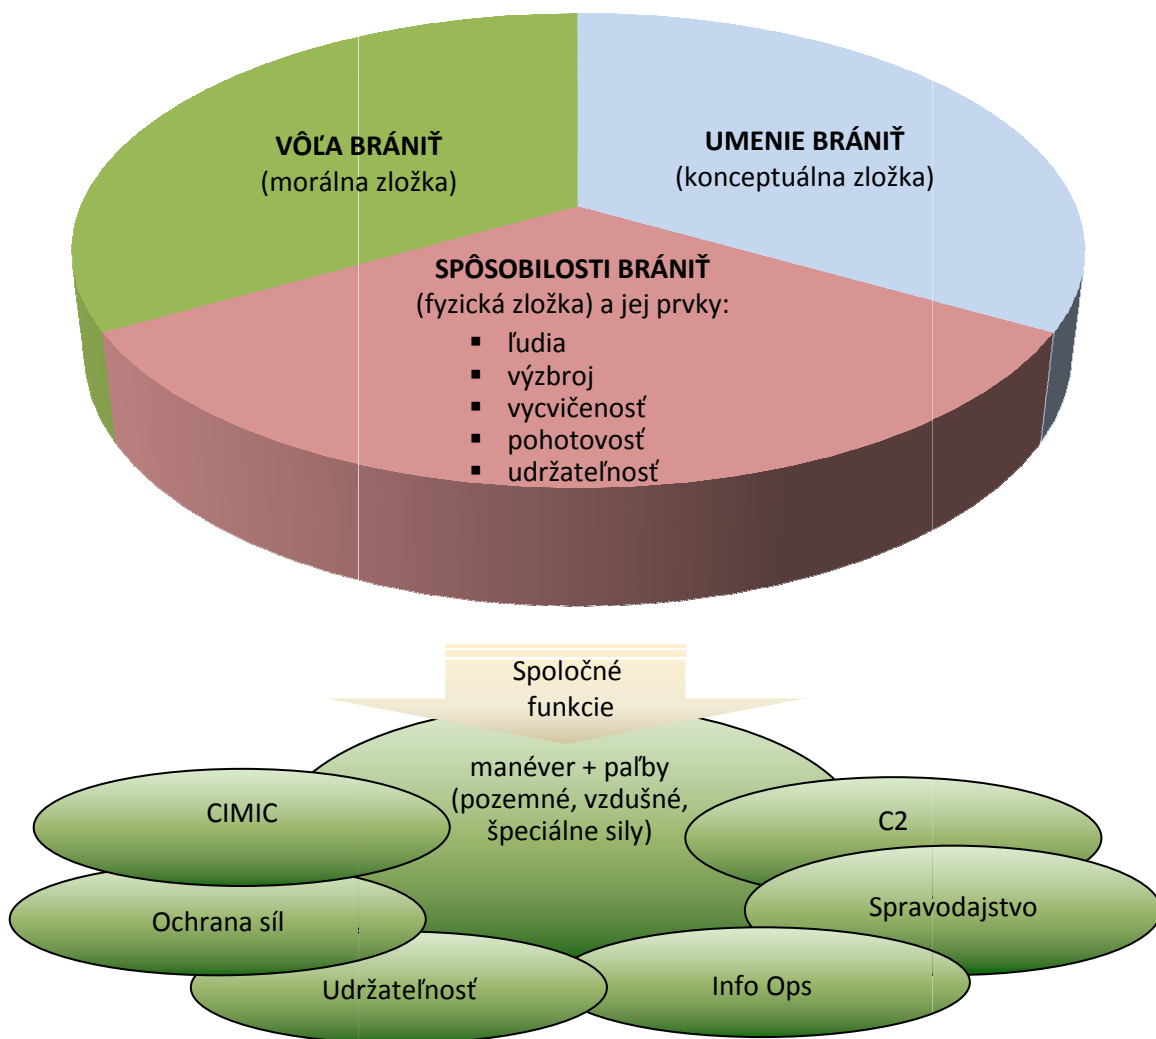 VÔĽA BRÁNIŤ
(morálna zložka)
UMENIE BRÁNIŤ
(konceptuálna zložka)
SPÔSOBILOSTI BRÁNIŤ
(fyzická zložka) a jej prvky:
▪ ľudia
▪ výzbroj
▪ vycvičenosť
▪ pohotovosť
▪ udržateľnosť
Spoločné
funkcie
manéver + paľby
(pozemné, vzdušné,
špeciálne sily)
CIMIC
C2
Ochrana síl
Spravodajstvo
Udržateľnosť
Info Ops